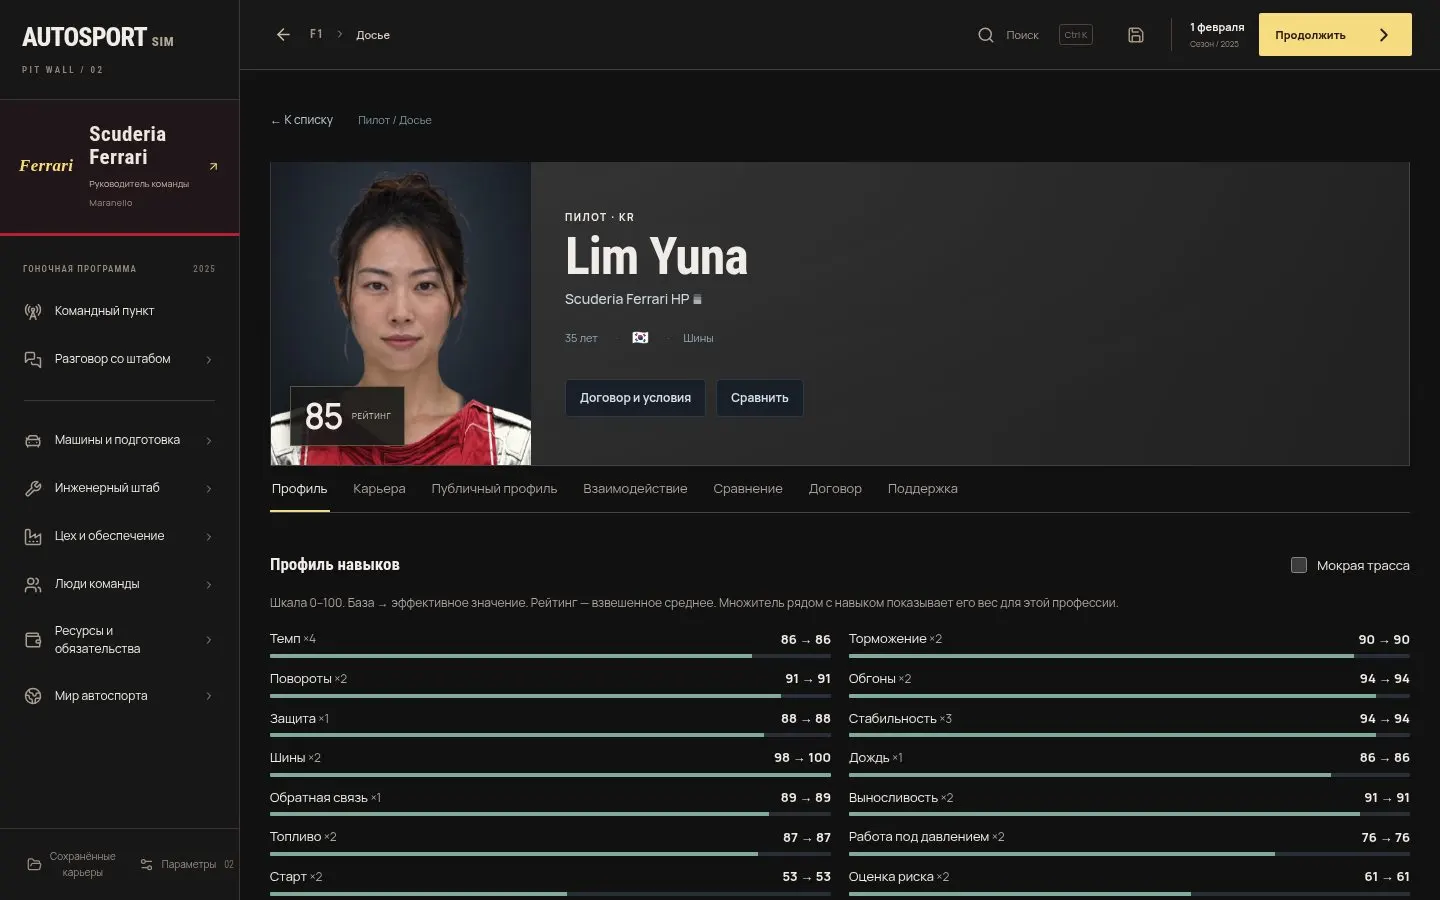 AUTOSPORT SIM
PIT WALL / 02
Ferrari
Scuderia
Ferrari
Руководитель команды
Maranello
ГОНОЧНАЯ ПРОГРАММА 2025
Командный пункт
Разговор со штабом
Машины и подготовка
Инженерный штаб
Цех и обеспечение
Люди команды
Ресурсы и
обязательства
Мир автоспорта
Сохранённые
карьеры
Параметры 02
F1 Досье
Поиск Ctrl K
1 февраля
Сезон / 2025
Продолжить
← К списку Пилот / Досье
85 РЕЙТИНГ
ПИЛОТ · KR
Lim Yuna
Scuderia Ferrari HP
35 лет · · Шины
Договор и условия Сравнить
Профиль Карьера Публичный профиль Взаимодействие Сравнение Договор Поддержка
Профиль навыков Мокрая трасса
Шкала 0–100. База → эффективное значение. Рейтинг — взвешенное среднее. Множитель рядом с навыком показывает его вес для этой профессии.
Темп ×4 86 → 86
Торможение ×2 90 → 90
Повороты ×2 91 → 91
Обгоны ×2 94 → 94
Защита ×1 88 → 88
Стабильность ×3 94 → 94
Шины ×2 98 → 100
Дождь ×1 86 → 86
Обратная связь ×1 89 → 89
Выносливость ×2 91 → 91
Топливо ×2 87 → 87
Работа под давлением ×2 76 → 76
Старт ×2 53 → 53
Оценка риска ×2 61 → 61